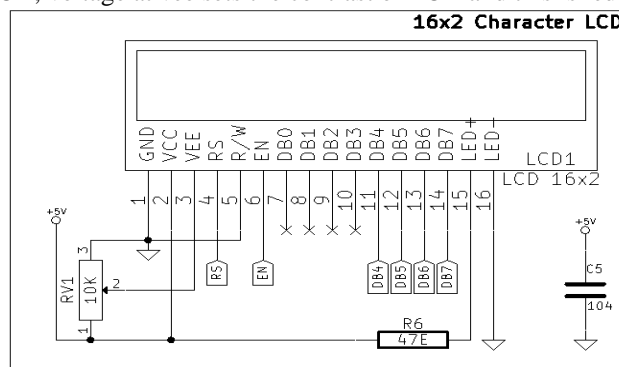 16x2 Character LCD
GND VCC VEE RS R/W EN DB0 DB1 DB2 DB3 DB4 DB5 DB6 DB7 LED+ LED-
LCD1
LCD 16x2
1 2 3 4 5 6 7 8 9 10 11 12 13 14 15 16
+5V
+5V
3
RV1
10K
2
1
RS
EN
DB4
DB5
DB6
DB7
C5
104
R6
47E